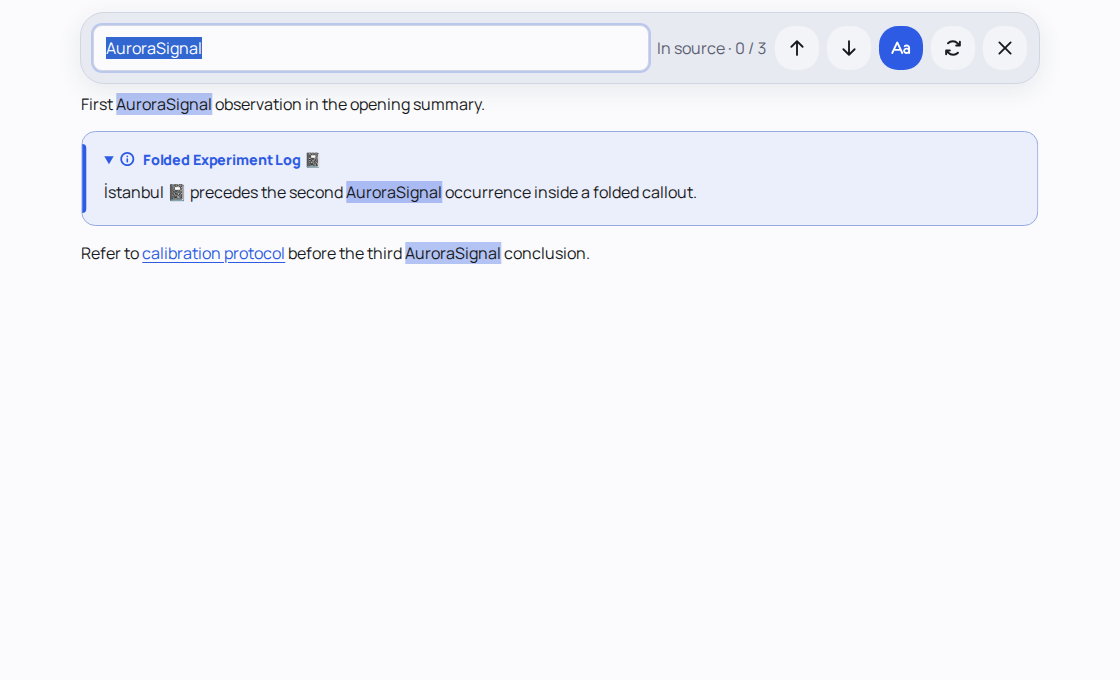 AuroraSignal In source · 0 / 3 Aa
First AuroraSignal observation in the opening summary.
Folded Experiment Log 📓
İstanbul 📓 precedes the second AuroraSignal occurrence inside a folded callout.
Refer to calibration protocol before the third AuroraSignal conclusion.